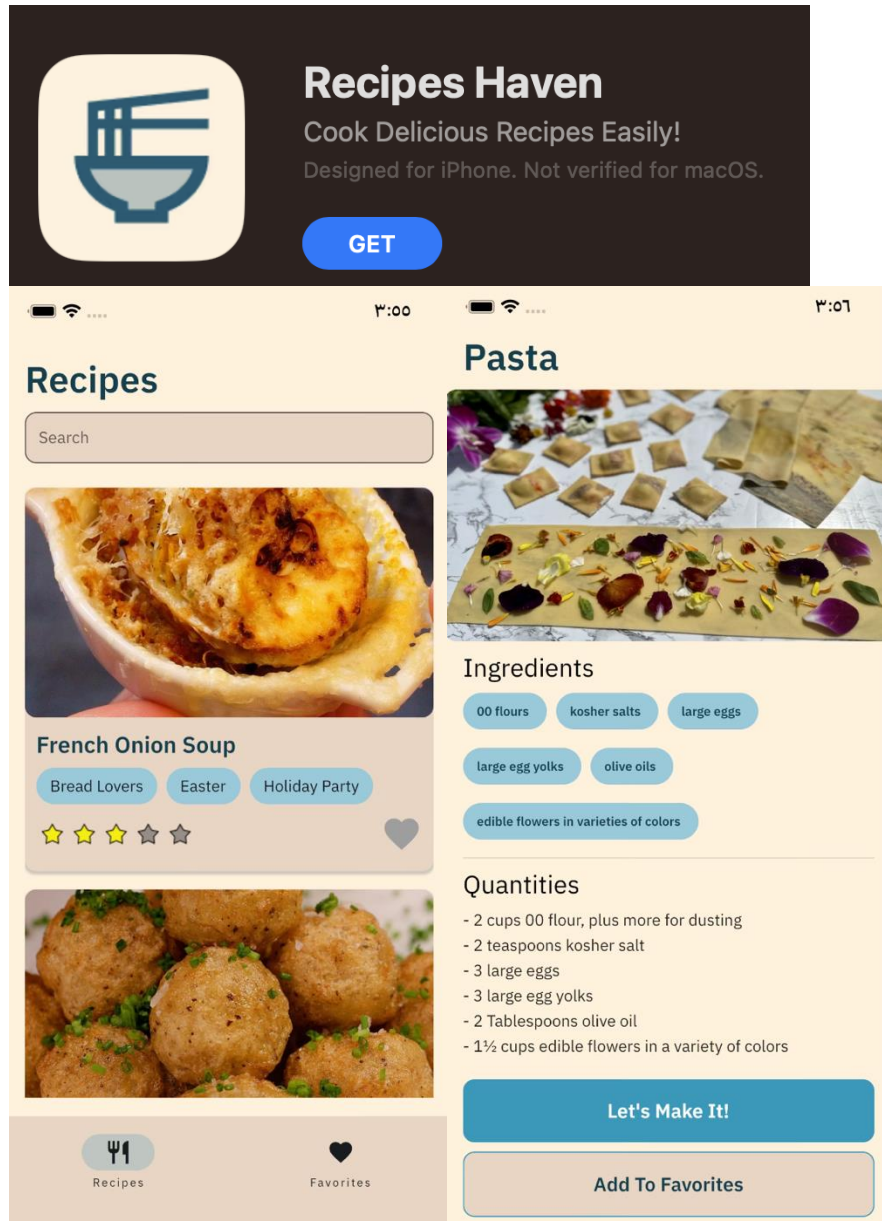 Recipes Haven
Cook Delicious Recipes Easily!
Designed for iPhone. Not verified for macOS.
GET
٣:٥٥
Recipes
Search
French Onion Soup
Bread Lovers Easter Holiday Party
Recipes Favorites
٣:٥٦
Pasta
Ingredients
00 flours kosher salts large eggs
large egg yolks olive oils
edible flowers in varieties of colors
Quantities
- 2 cups 00 flour, plus more for dusting
- 2 teaspoons kosher salt
- 3 large eggs
- 3 large egg yolks
- 2 Tablespoons olive oil
- 1½ cups edible flowers in a variety of colors
Let's Make It!
Add To Favorites